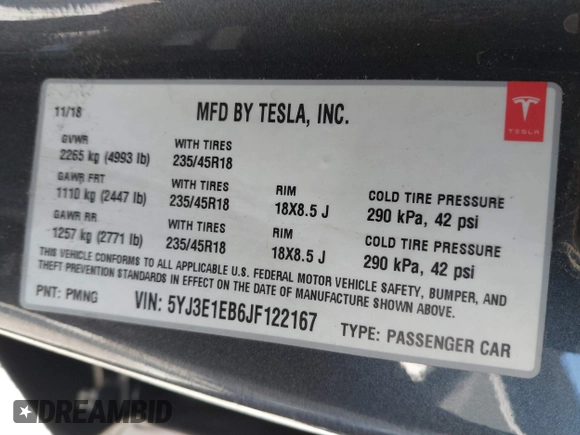 11/18
MFD BY TESLA, INC.
TESLA
GVWR
2265 kg (4993 lb)
WITH TIRES
235/45R18
GAWR FRT
1110 kg (2447 lb)
WITH TIRES
235/45R18
RIM
18X8.5 J
COLD TIRE PRESSURE
290 kPa, 42 psi
GAWR RR
1257 kg (2771 lb)
WITH TIRES
235/45R18
RIM
18X8.5 J
COLD TIRE PRESSURE
290 kPa, 42 psi
THIS VEHICLE CONFORMS TO ALL APPLICABLE U.S. FEDERAL MOTOR VEHICLE SAFETY, BUMPER, AND
THEFT PREVENTION STANDARDS IN EFFECT ON THE DATE OF MANUFACTURE SHOWN ABOVE.
PNT: PMNG
VIN: 5YJ3E1EB6JF122167
TYPE: PASSENGER CAR
DREAMBID